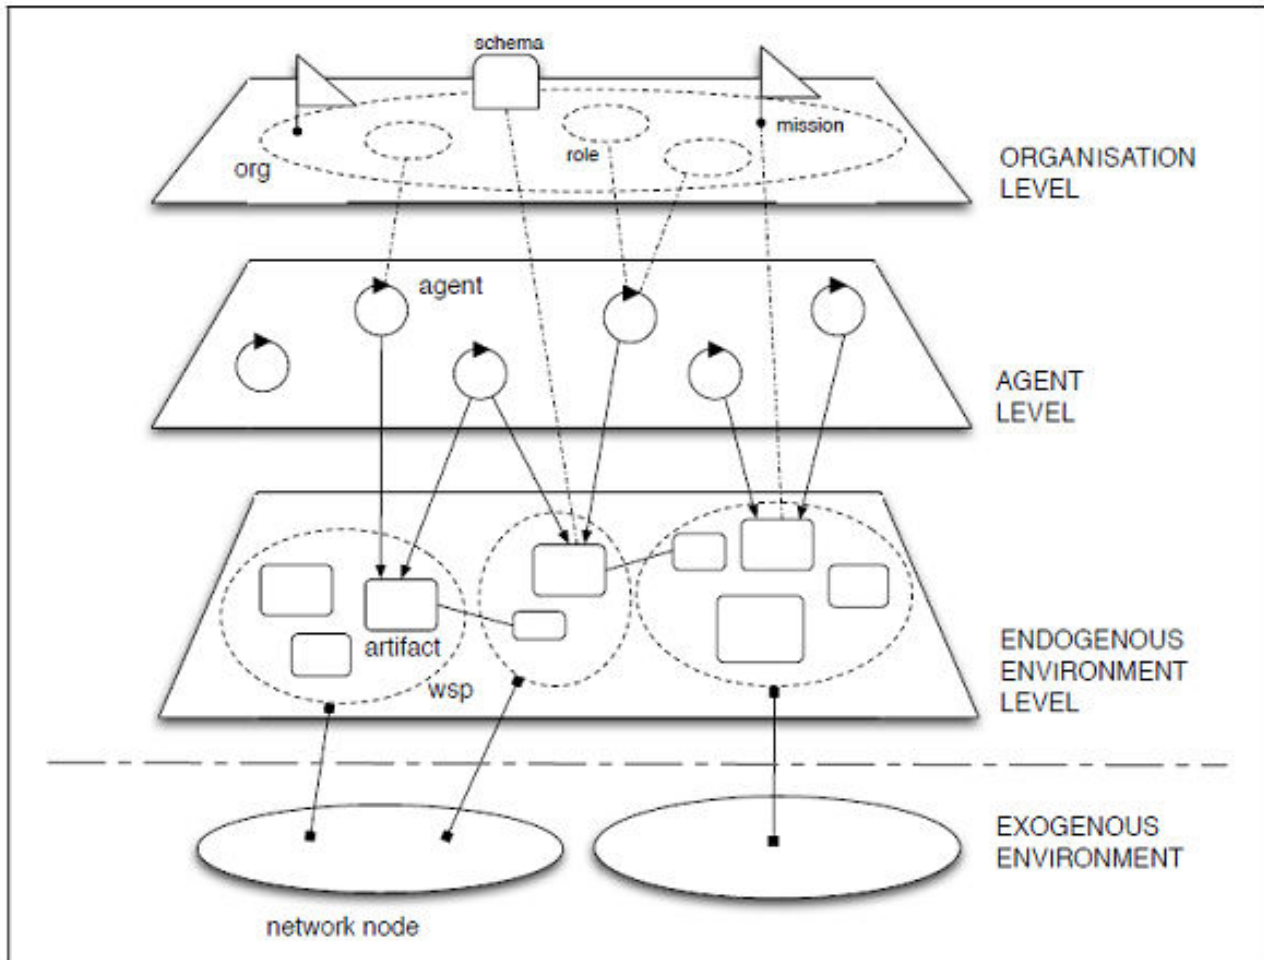 schema
mission
role
org
ORGANISATION
LEVEL
agent
AGENT
LEVEL
artifact
wsp
ENDOGENOUS
ENVIRONMENT
LEVEL
EXOGENOUS
ENVIRONMENT
network node